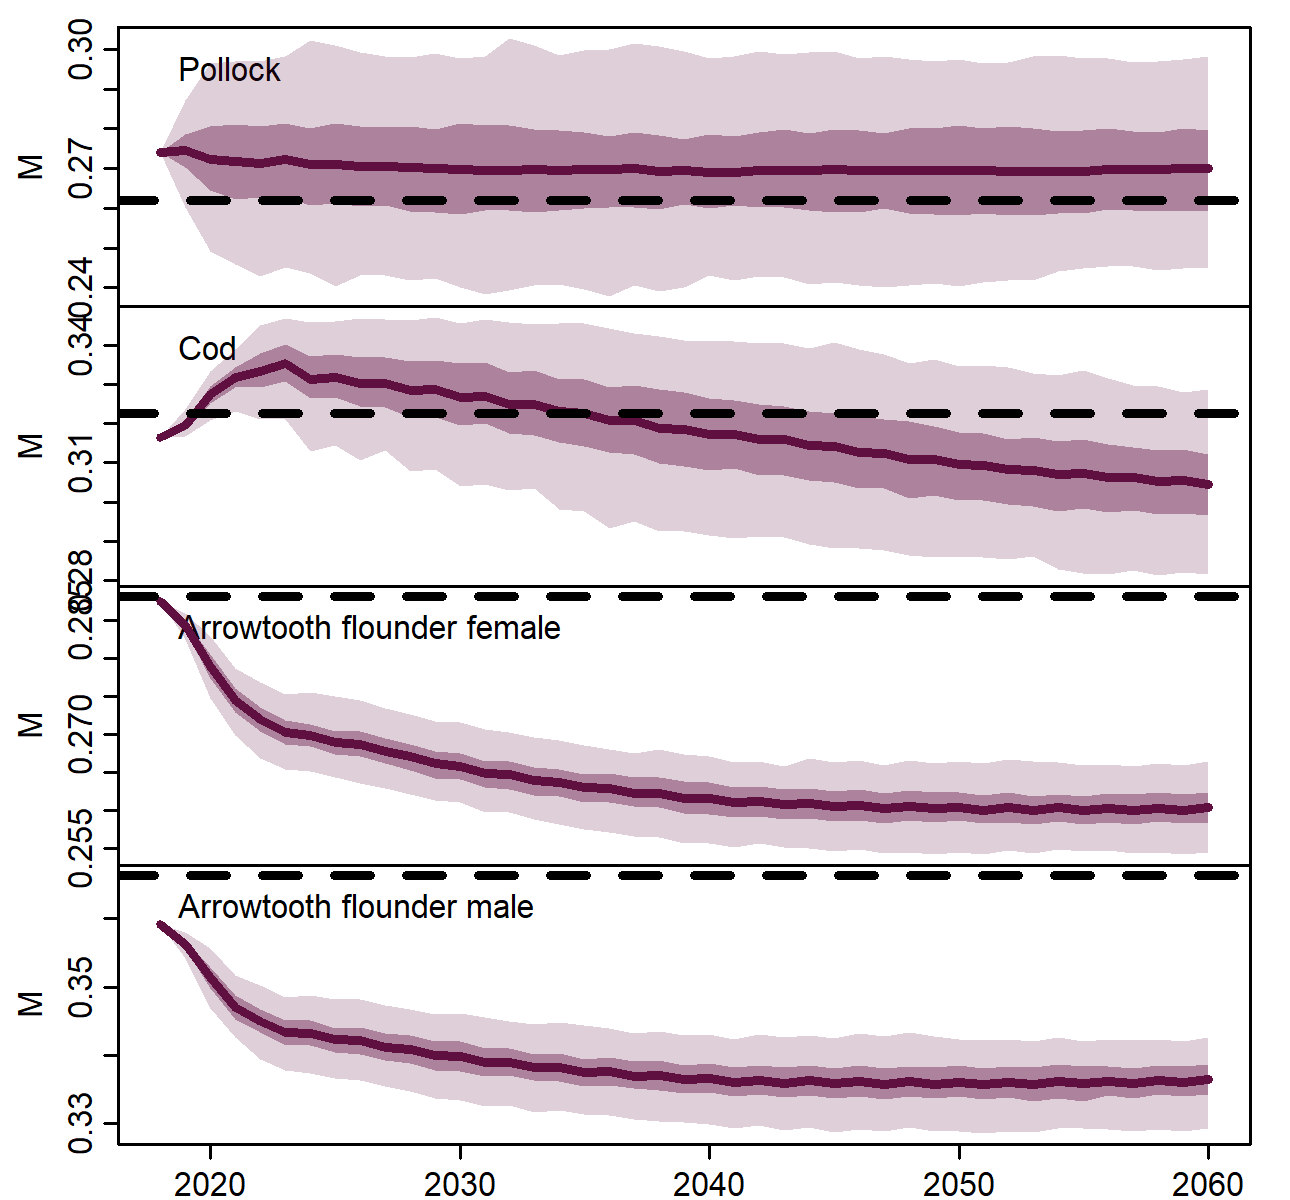 0.30
Pollock
0.27
M
0.24
0.34
Cod
0.31
M
0.28
0.285
Arrowtooth flounder female
0.270
M
0.255
Arrowtooth flounder male
0.35
M
0.33
2020 2030 2040 2050 2060